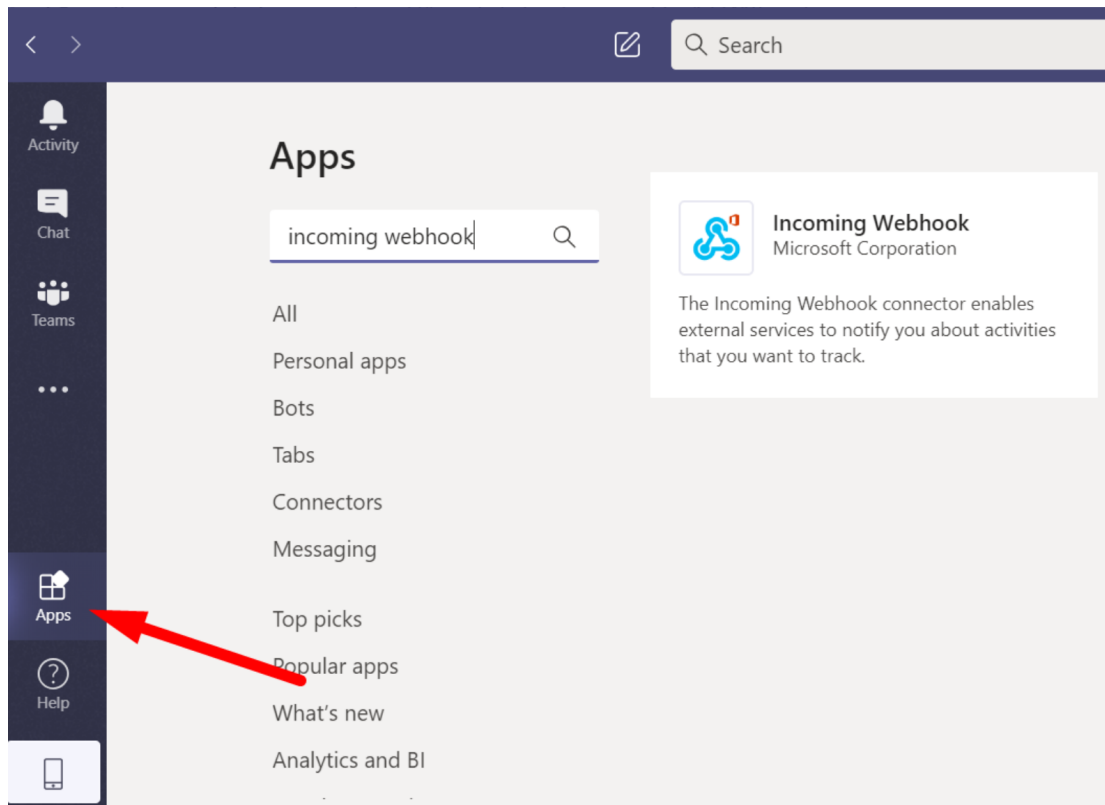 Search
Activity
Chat
Teams
Apps
Help
Apps
incoming webhook
All
Personal apps
Bots
Tabs
Connectors
Messaging
Top picks
Popular apps
What's new
Analytics and BI
Incoming Webhook
Microsoft Corporation
The Incoming Webhook connector enables
external services to notify you about activities
that you want to track.